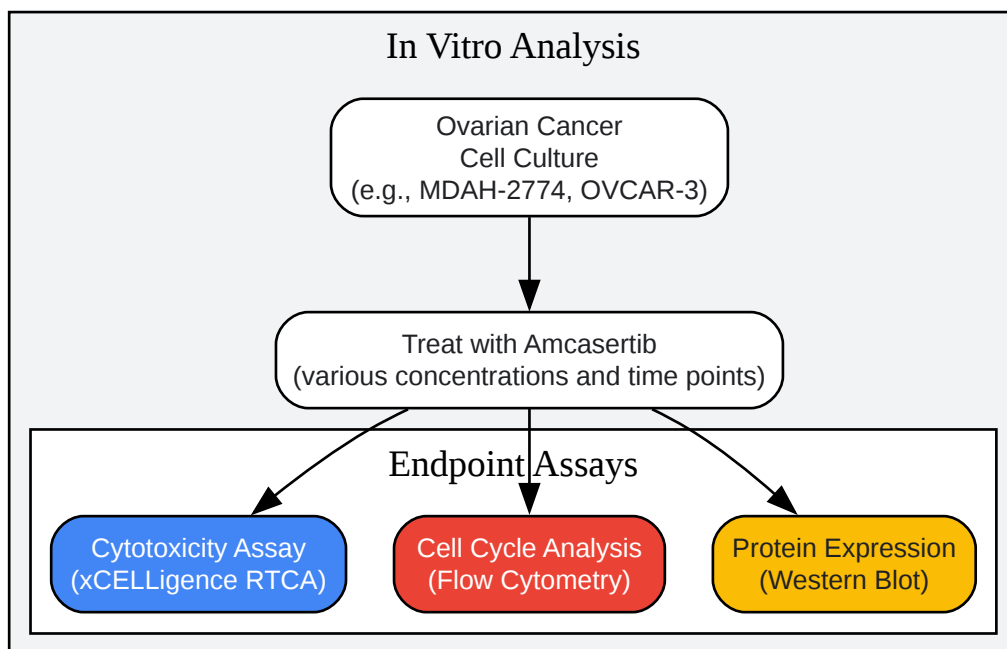 In Vitro Analysis
Ovarian Cancer
Cell Culture
(e.g., MDAH-2774, OVCAR-3)
Treat with Amcasertib
(various concentrations and time points)
Endpoint Assays
Cytotoxicity Assay
(xCELLigence RTCA)
Cell Cycle Analysis
(Flow Cytometry)
Protein Expression
(Western Blot)